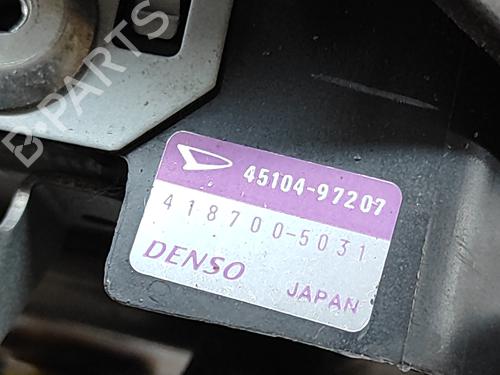 B-PARTS
45104-97207
418700-5031
DENSO
JAPAN